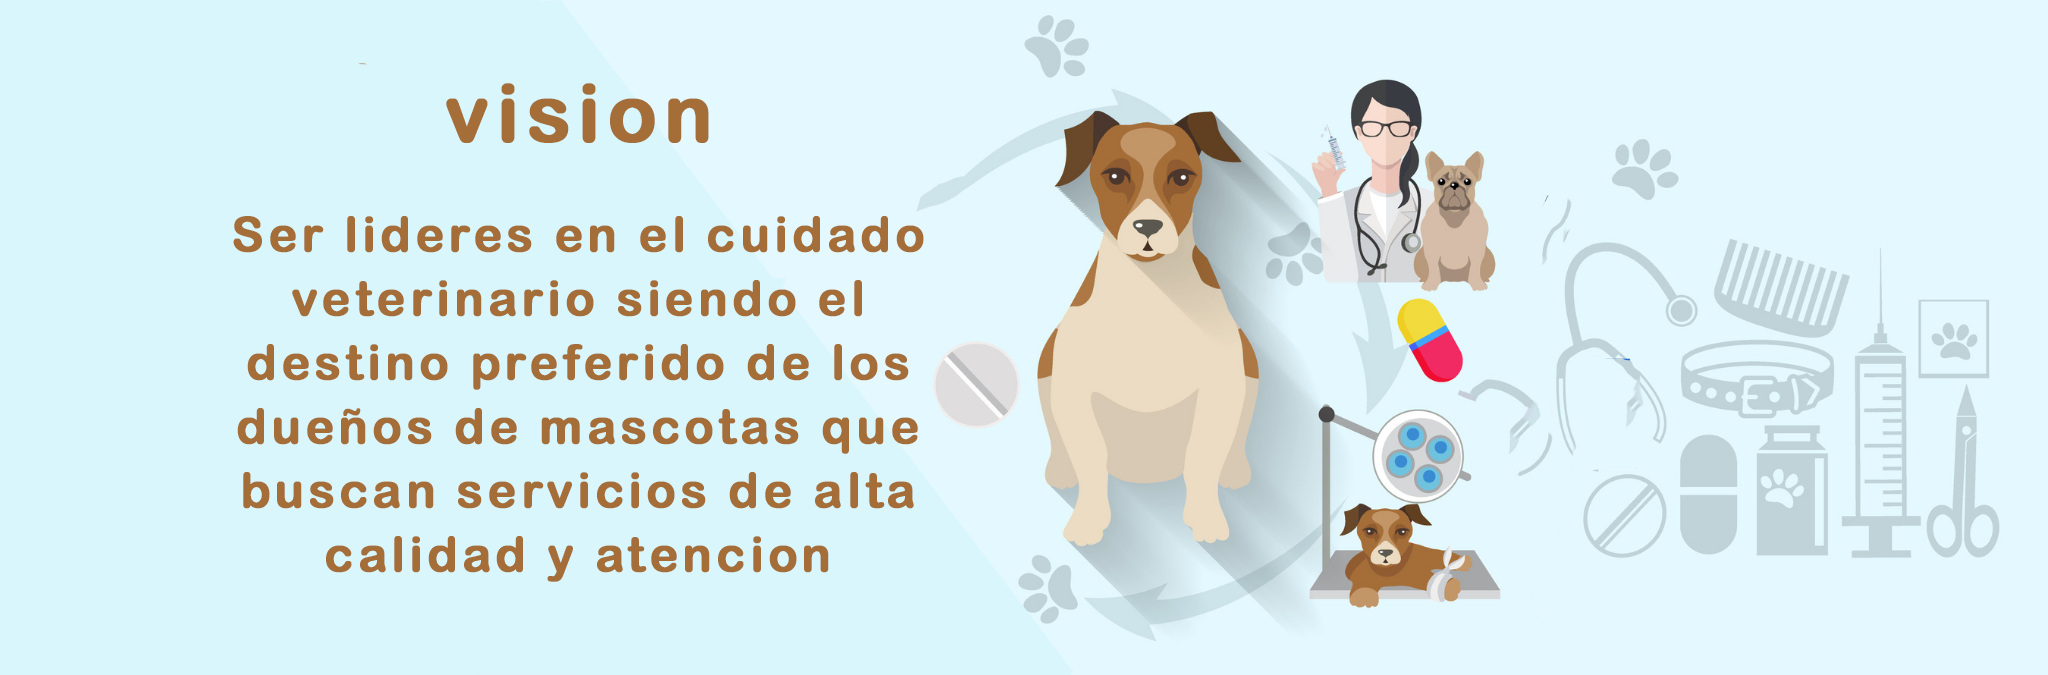 vision
Ser lideres en el cuidado
veterinario siendo el
destino preferido de los
dueños de mascotas que
buscan servicios de alta
calidad y atencion